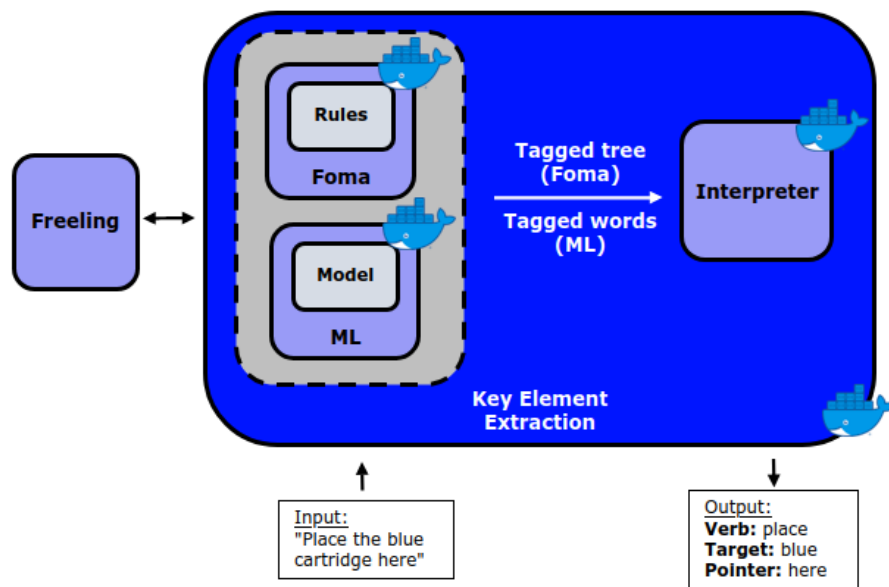 Rules
Foma
Freeling
Model
ML
Tagged tree
(Foma)
Tagged words
(ML)
Interpreter
Key Element
Extraction
Input:
"Place the blue
cartridge here"
Output:
Verb: place
Target: blue
Pointer: here